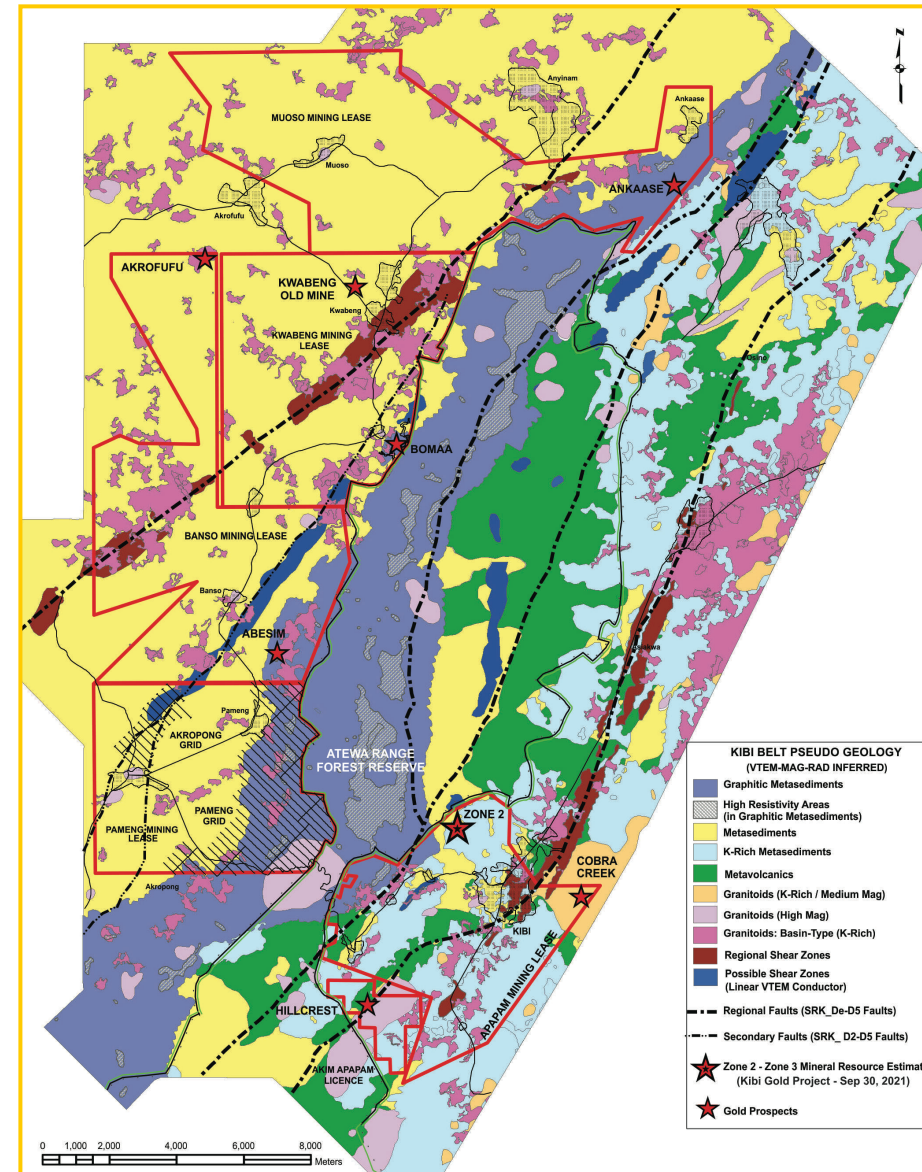 N
Anyinam
Ankaase
MUOSO MINING LEASE
Muoso
ANKAASE
Akrofufu
AKROFUFU
KWABENG
OLD MINE
Kwabeng
KWABENG MINING
LEASE
Osino
BOMAA
BANSO MINING LEASE
Banso
ABESIM
Pameng
AKROPONG
GRID
ATEWA RANGE
FOREST RESERVE
PAMENG
GRID
PAMENG MINING
LEASE
Akropong
ZONE 2
COBRA
CREEK
KIBI
APAPAM MINING LEASE
HILLCREST
AKIM APAPAM
LICENCE
KIBI BELT PSEUDO GEOLOGY
(VTEM-MAG-RAD INFERRED)
Graphitic Metasediments
High Resistivity Areas
(in Graphitic Metasediments)
Metasediments
K-Rich Metasediments
Metavolcanics
Granitoids (K-Rich / Medium Mag)
Granitoids (High Mag)
Granitoids: Basin-Type (K-Rich)
Regional Shear Zones
Possible Shear Zones
(Linear VTEM Conductor)
Regional Faults (SRK_De-D5 Faults)
Secondary Faults (SRK_ D2-D5 Faults)
Zone 2 - Zone 3 Mineral Resource Estimat
(Kibi Gold Project - Sep 30, 2021)
Gold Prospects
0 1,000 2,000 4,000 6,000 8,000
Meters